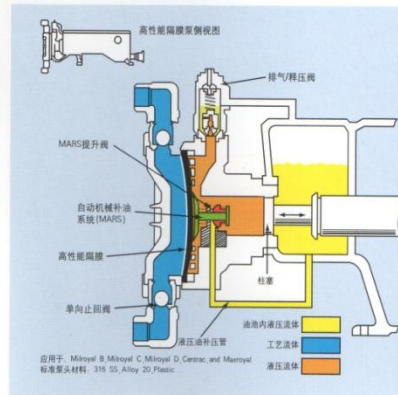 高性能隔膜泵侧视图
排气/释压阀
MARS提升阀
自动机械补油
系统(MARS)
高性能隔膜
单向止回阀
柱塞
液压油补压管
油池内液压流体
工艺流体
液压流体
应用于: Milroyal B,Milroyal C,Milroyal D,Centrac, and Maxroyal
标准泵头材料: 316 SS,Alloy 20,Plastic